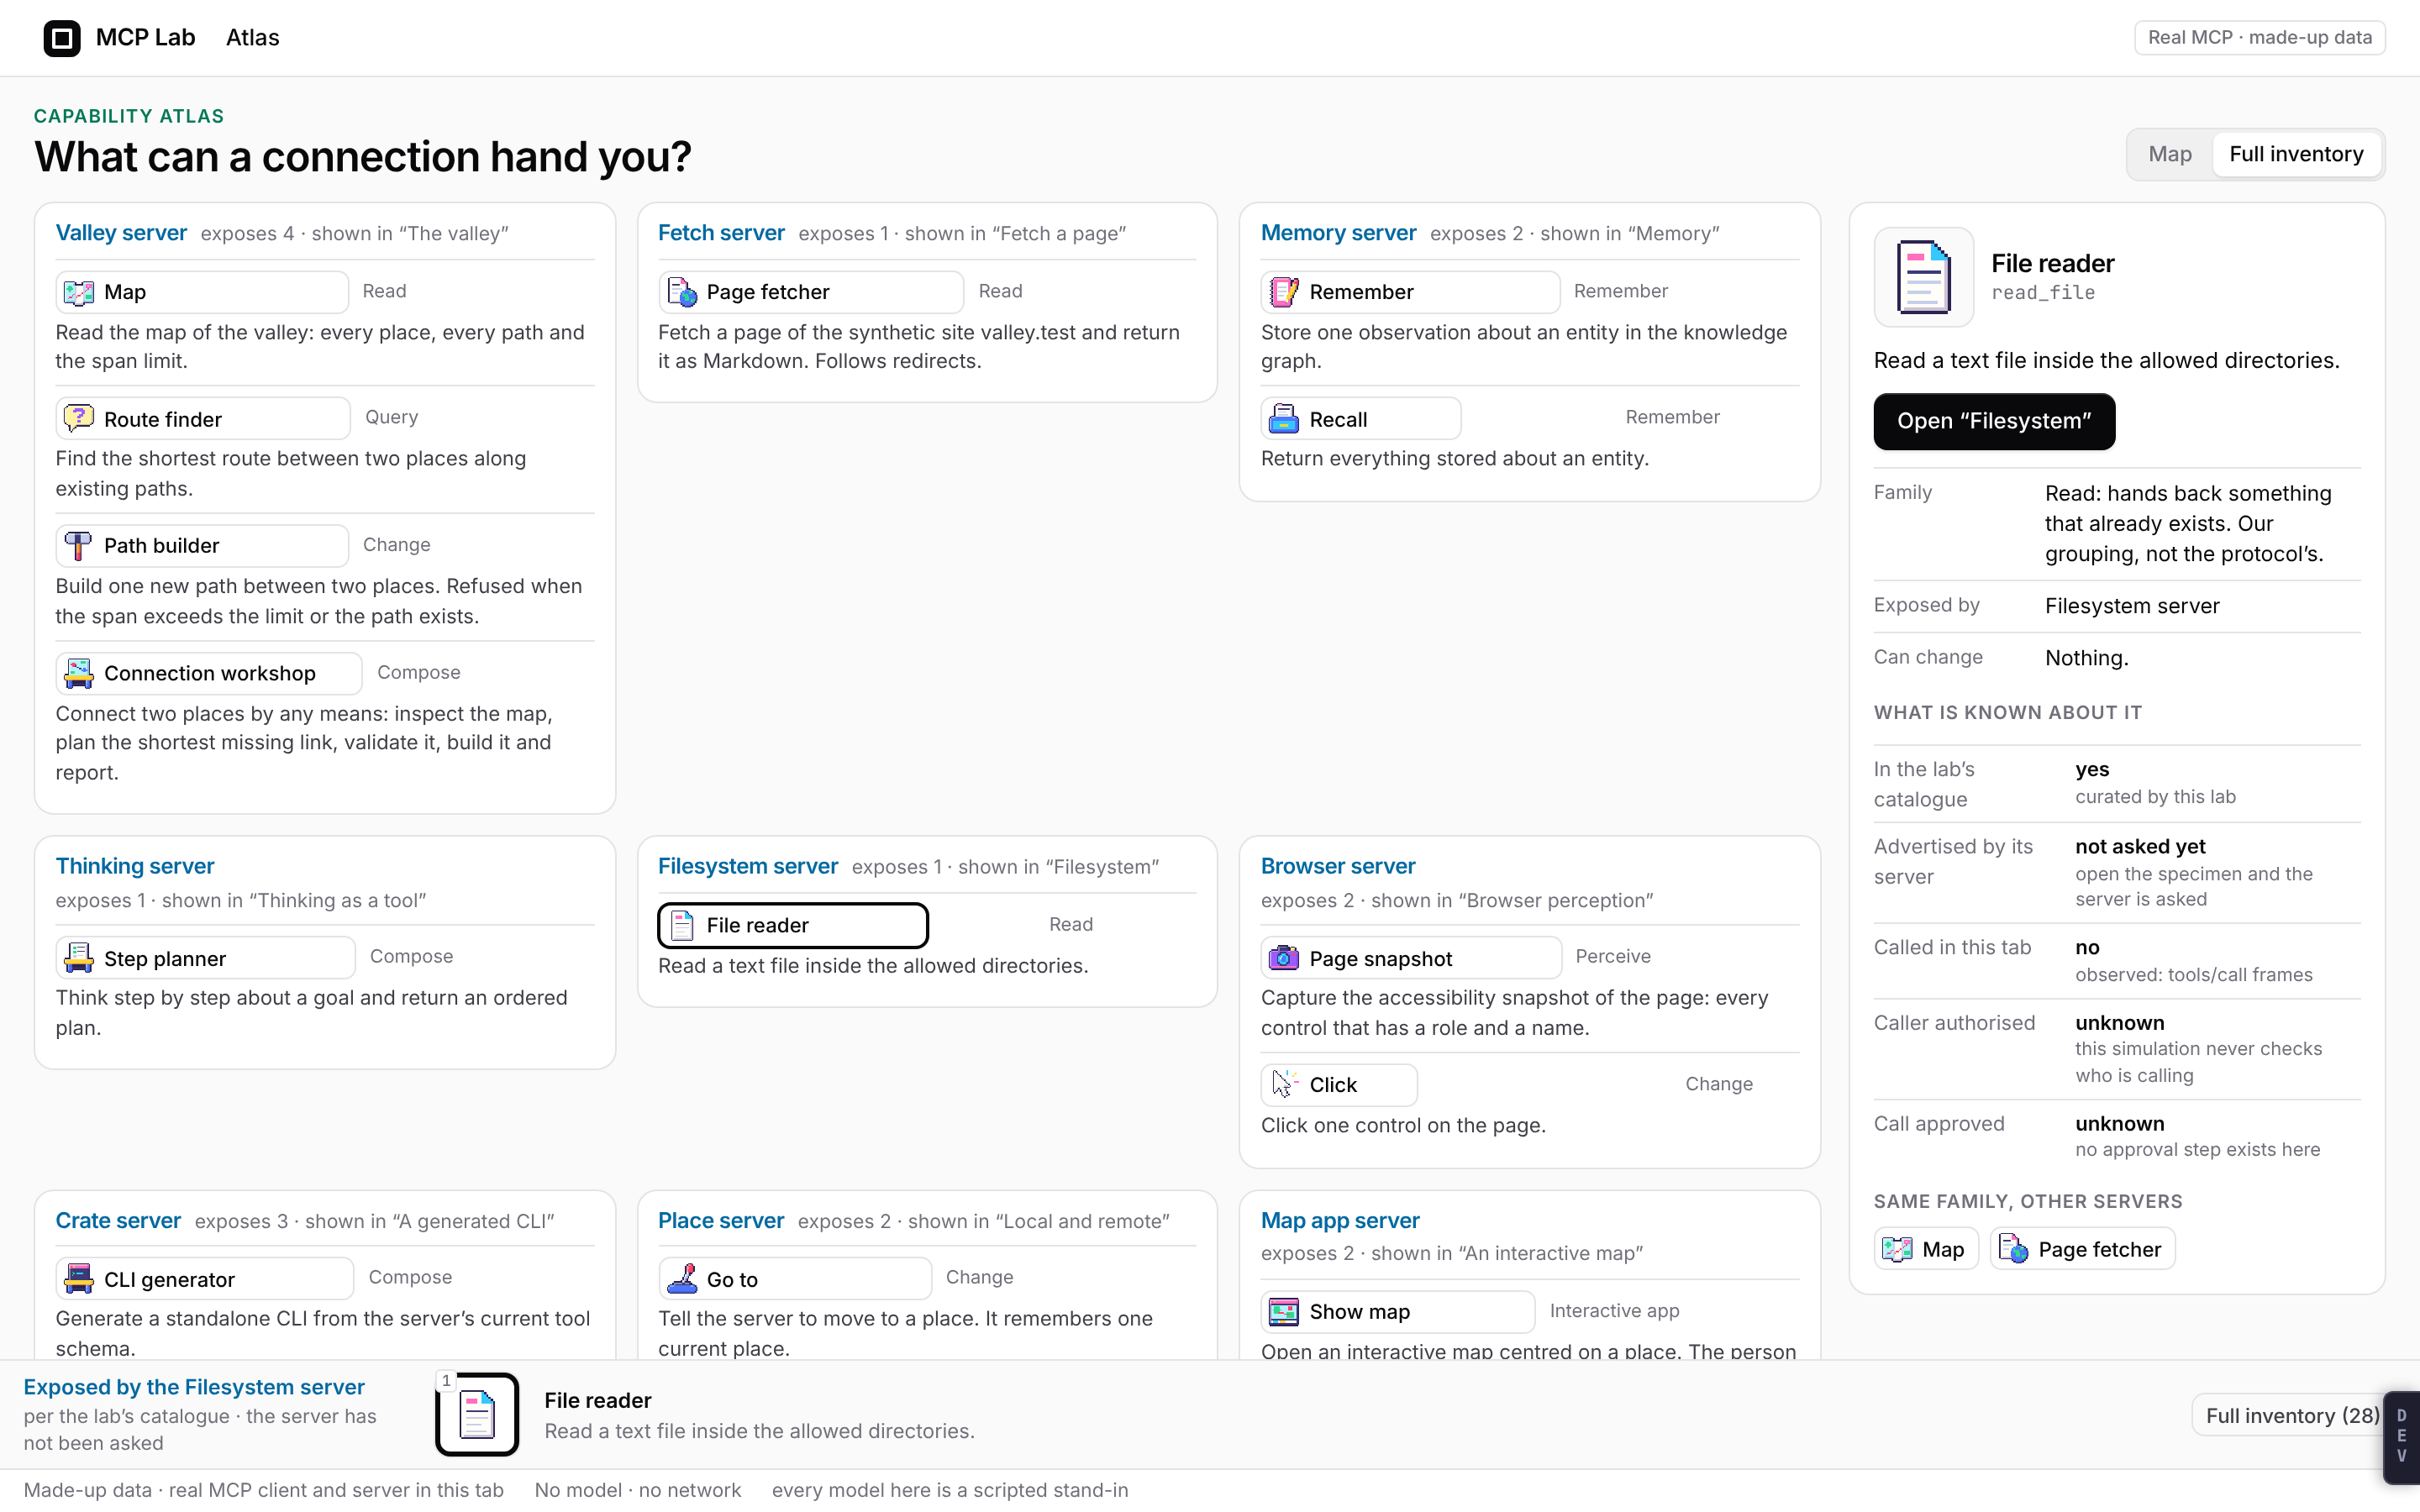 MCP Lab Atlas
Real MCP · made-up data
CAPABILITY ATLAS
What can a connection hand you?
Map Full inventory
Valley server exposes 4 · shown in “The valley”
Map Read
Read the map of the valley: every place, every path and
the span limit.
Route finder Query
Find the shortest route between two places along
existing paths.
Path builder Change
Build one new path between two places. Refused when
the span exceeds the limit or the path exists.
Connection workshop Compose
Connect two places by any means: inspect the map,
plan the shortest missing link, validate it, build it and
report.
Fetch server exposes 1 · shown in “Fetch a page”
Page fetcher Read
Fetch a page of the synthetic site valley.test and return
it as Markdown. Follows redirects.
Memory server exposes 2 · shown in “Memory”
Remember Remember
Store one observation about an entity in the knowledge
graph.
Recall Remember
Return everything stored about an entity.
Thinking server
exposes 1 · shown in “Thinking as a tool”
Step planner Compose
Think step by step about a goal and return an ordered
plan.
Filesystem server exposes 1 · shown in “Filesystem”
File reader Read
Read a text file inside the allowed directories.
Browser server
exposes 2 · shown in “Browser perception”
Page snapshot Perceive
Capture the accessibility snapshot of the page: every
control that has a role and a name.
Click Change
Click one control on the page.
Crate server exposes 3 · shown in “A generated CLI”
CLI generator Compose
Generate a standalone CLI from the server’s current tool
schema.
Place server exposes 2 · shown in “Local and remote”
Go to Change
Tell the server to move to a place. It remembers one
current place.
Map app server
exposes 2 · shown in “An interactive map”
Show map Interactive app
Open an interactive map centred on a place. The person
File reader
read_file
Read a text file inside the allowed directories.
Open “Filesystem”
Family Read: hands back something
that already exists. Our
grouping, not the protocol’s.
Exposed by Filesystem server
Can change Nothing.
WHAT IS KNOWN ABOUT IT
In the lab’s yes
catalogue curated by this lab
Advertised by its not asked yet
server open the specimen and the
server is asked
Called in this tab no
observed: tools/call frames
Caller authorised unknown
this simulation never checks
who is calling
Call approved unknown
no approval step exists here
SAME FAMILY, OTHER SERVERS
Map Page fetcher
Exposed by the Filesystem server
per the lab’s catalogue · the server has
not been asked
1
File reader
Read a text file inside the allowed directories.
Full inventory (28)
DEV
Made-up data · real MCP client and server in this tab No model · no network every model here is a scripted stand-in